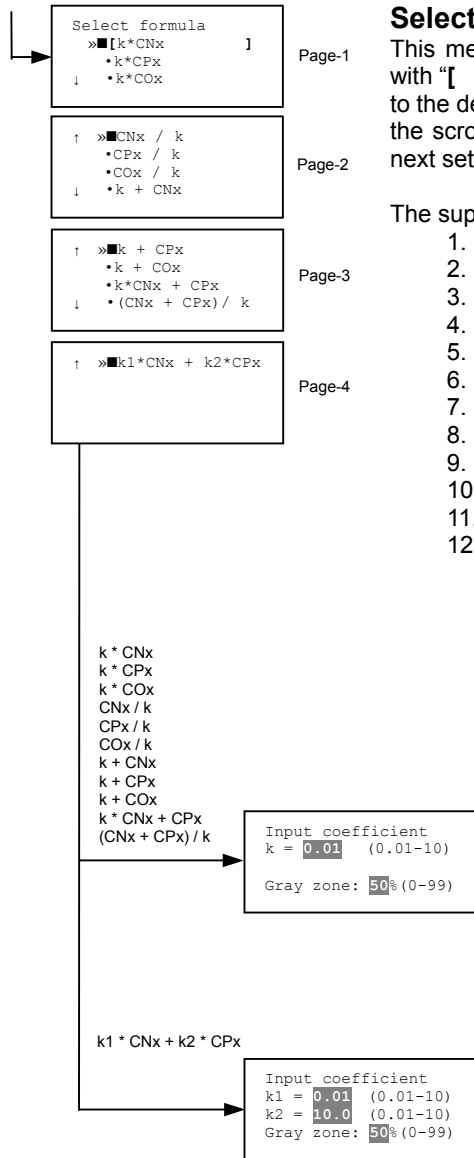 Select formula
»■[k*CNx ]
•k*CPx
↓ •k*COx
Page-1
↑ »■CNx / k
•CPx / k
•COx / k
↓ •k + CNx
Page-2
↑ »■k + CPx
•k + COx
•k*CNx + CPx
↓ •(CNx + CPx)/ k
Page-3
↑ »■k1*CNx + k2*CPx
Page-4
Select
This me
with “[
to the de
the scro
next set
The sup
1.
2.
3.
4.
5.
6.
7.
8.
9.
10
11.
12
k * CNx
k * CPx
k * COx
CNx / k
CPx / k
COx / k
k + CNx
k + CPx
k + COx
k * CNx + CPx
(CNx + CPx) / k
Input coefficient
k = 0.01 (0.01-10)
Gray zone: 50%(0-99)
k1 * CNx + k2 * CPx
Input coefficient
k1 = 0.01 (0.01-10)
k2 = 10.0 (0.01-10)
Gray zone: 50%(0-99)